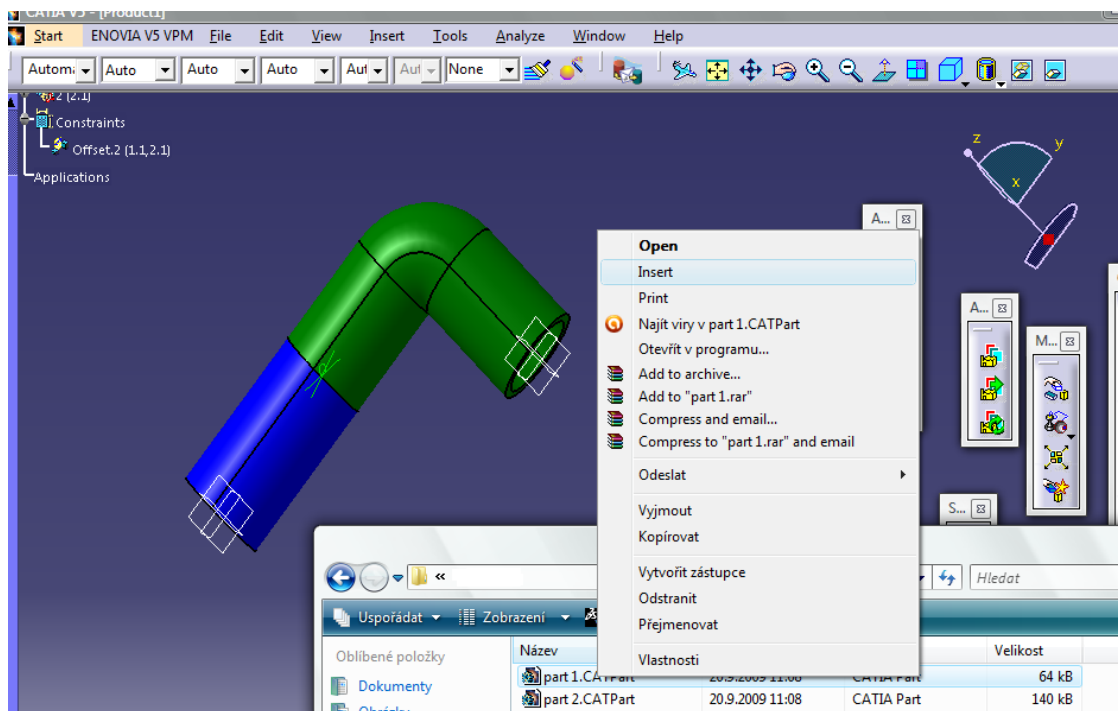 CATIA V5 - [Product1]
Start ENOVIA V5 VPM File Edit View Insert Tools Analyze Window Help
Auto Auto Auto Aut Aut None
2 (2.1)
Constraints
Offset.2 (1.1,2.1)
Applications
z
y
x
A...
Open
Insert
Print
A...
Najít viry v part 1.CATPart
M...
Otevřít v programu...
Add to archive...
Add to "part 1.rar"
Compress and email...
Compress to "part 1.rar" and email
Odeslat
S...
Vyjmout
Kopírovat
Vytvořit zástupce
Hledat
Odstranit
Přejmenovat
Uspořádat Zobrazení
Vlastnosti
Název Velikost
Oblíbené položky
part 1.CATPart 20.9.2009 11:08 CATIA Part 64 kB
Dokumenty
part 2.CATPart 20.9.2009 11:08 CATIA Part 140 kB
Obrázky